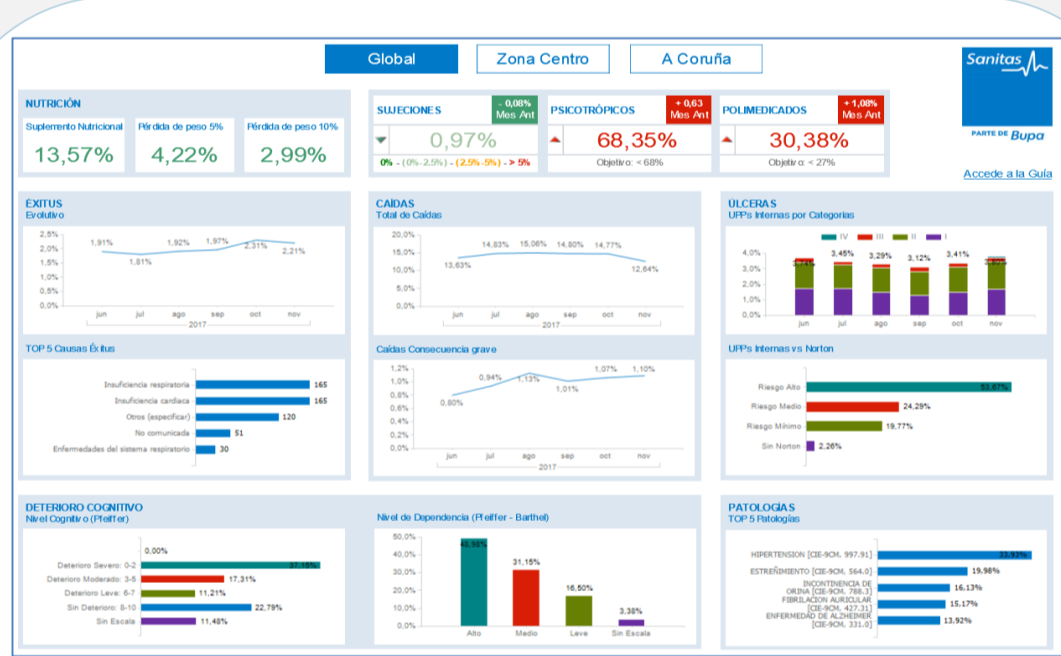 Global
Zona Centro
A Coruña
Sanitas
PARTE DE Bupa
Accede a la Guía
NUTRICIÓN
Suplemento Nutricional
Pérdida de peso 5%
Pérdida de peso 10%
13,57%
4,22%
2,99%
SUJECIONES
- 0,08%
Mes Ant
0,97%
0% - (0%-2.5%) - (2.5%-5%) - > 5%
PSICOTRÓPICOS
+ 0,63
Mes Ant
68,35%
Objetivo: < 68%
POLIMEDICADOS
+ 1,08%
Mes Ant
30,38%
Objetivo: < 27%
ÉXITUS
Evolutivo
2,5%
2,0%
1,5%
1,0%
0,5%
0,0%
1,91%
1,81%
1,92%
1,97%
2,31%
2,21%
jun jul ago sep oct nov
2017
TOP 5 Causas Éxitus
Insuficiencia respiratoria 165
Insuficiencia cardiaca 165
Otros (especificar) 120
No comunicada 51
Enfermedades del sistema respiratorio 30
CAÍDAS
Total de Caídas
20,0%
15,0%
10,0%
5,0%
0,0%
13,63%
14,83%
15,06%
14,80%
14,77%
12,64%
jun jul ago sep oct nov
2017
Caídas Consecuencia grave
1,2%
1,0%
0,8%
0,6%
0,4%
0,2%
0,0%
0,80%
0,94%
1,13%
1,01%
1,07%
1,10%
jun jul ago sep oct nov
2017
ÚLCERAS
UPPs Internas por Categorías
IV III II I
4,0%
3,0%
2,0%
1,0%
0,0%
3,74%
3,45%
3,29%
3,12%
3,41%
jun jul ago sep oct nov
UPPs Internas vs Norton
Riesgo Alto 53,67%
Riesgo Medio 24,29%
Riesgo Mínimo 19,77%
Sin Norton 2,26%
DETERIORO COGNITIVO
Nivel Cognitivo (Pfeiffer)
0,00%
Deterioro Severo: 0-2 37,15%
Deterioro Moderado: 3-5 17,31%
Deterioro Leve: 6-7 11,21%
Sin Deterioro: 8-10 22,79%
Sin Escala 11,48%
Nivel de Dependencia (Pfeiffer - Barthel)
50,0%
40,0%
30,0%
20,0%
10,0%
0,0%
48,98%
31,15%
16,50%
3,38%
Alto Medio Leve Sin Escala
PATOLOGÍAS
TOP 5 Patologías
HIPERTENSION [CIE-9CM, 997.91] 33,93%
ESTREÑIMIENTO [CIE-9CM, 564.0] 19,98%
INCONTINENCIA DE
ORINA [CIE-9CM, 788.3] 16,13%
FIBRILACION AURICULAR
[CIE-9CM, 427.31] 15,17%
ENFERMEDAD DE ALZHEIMER
[CIE-9CM, 331.0] 13,92%